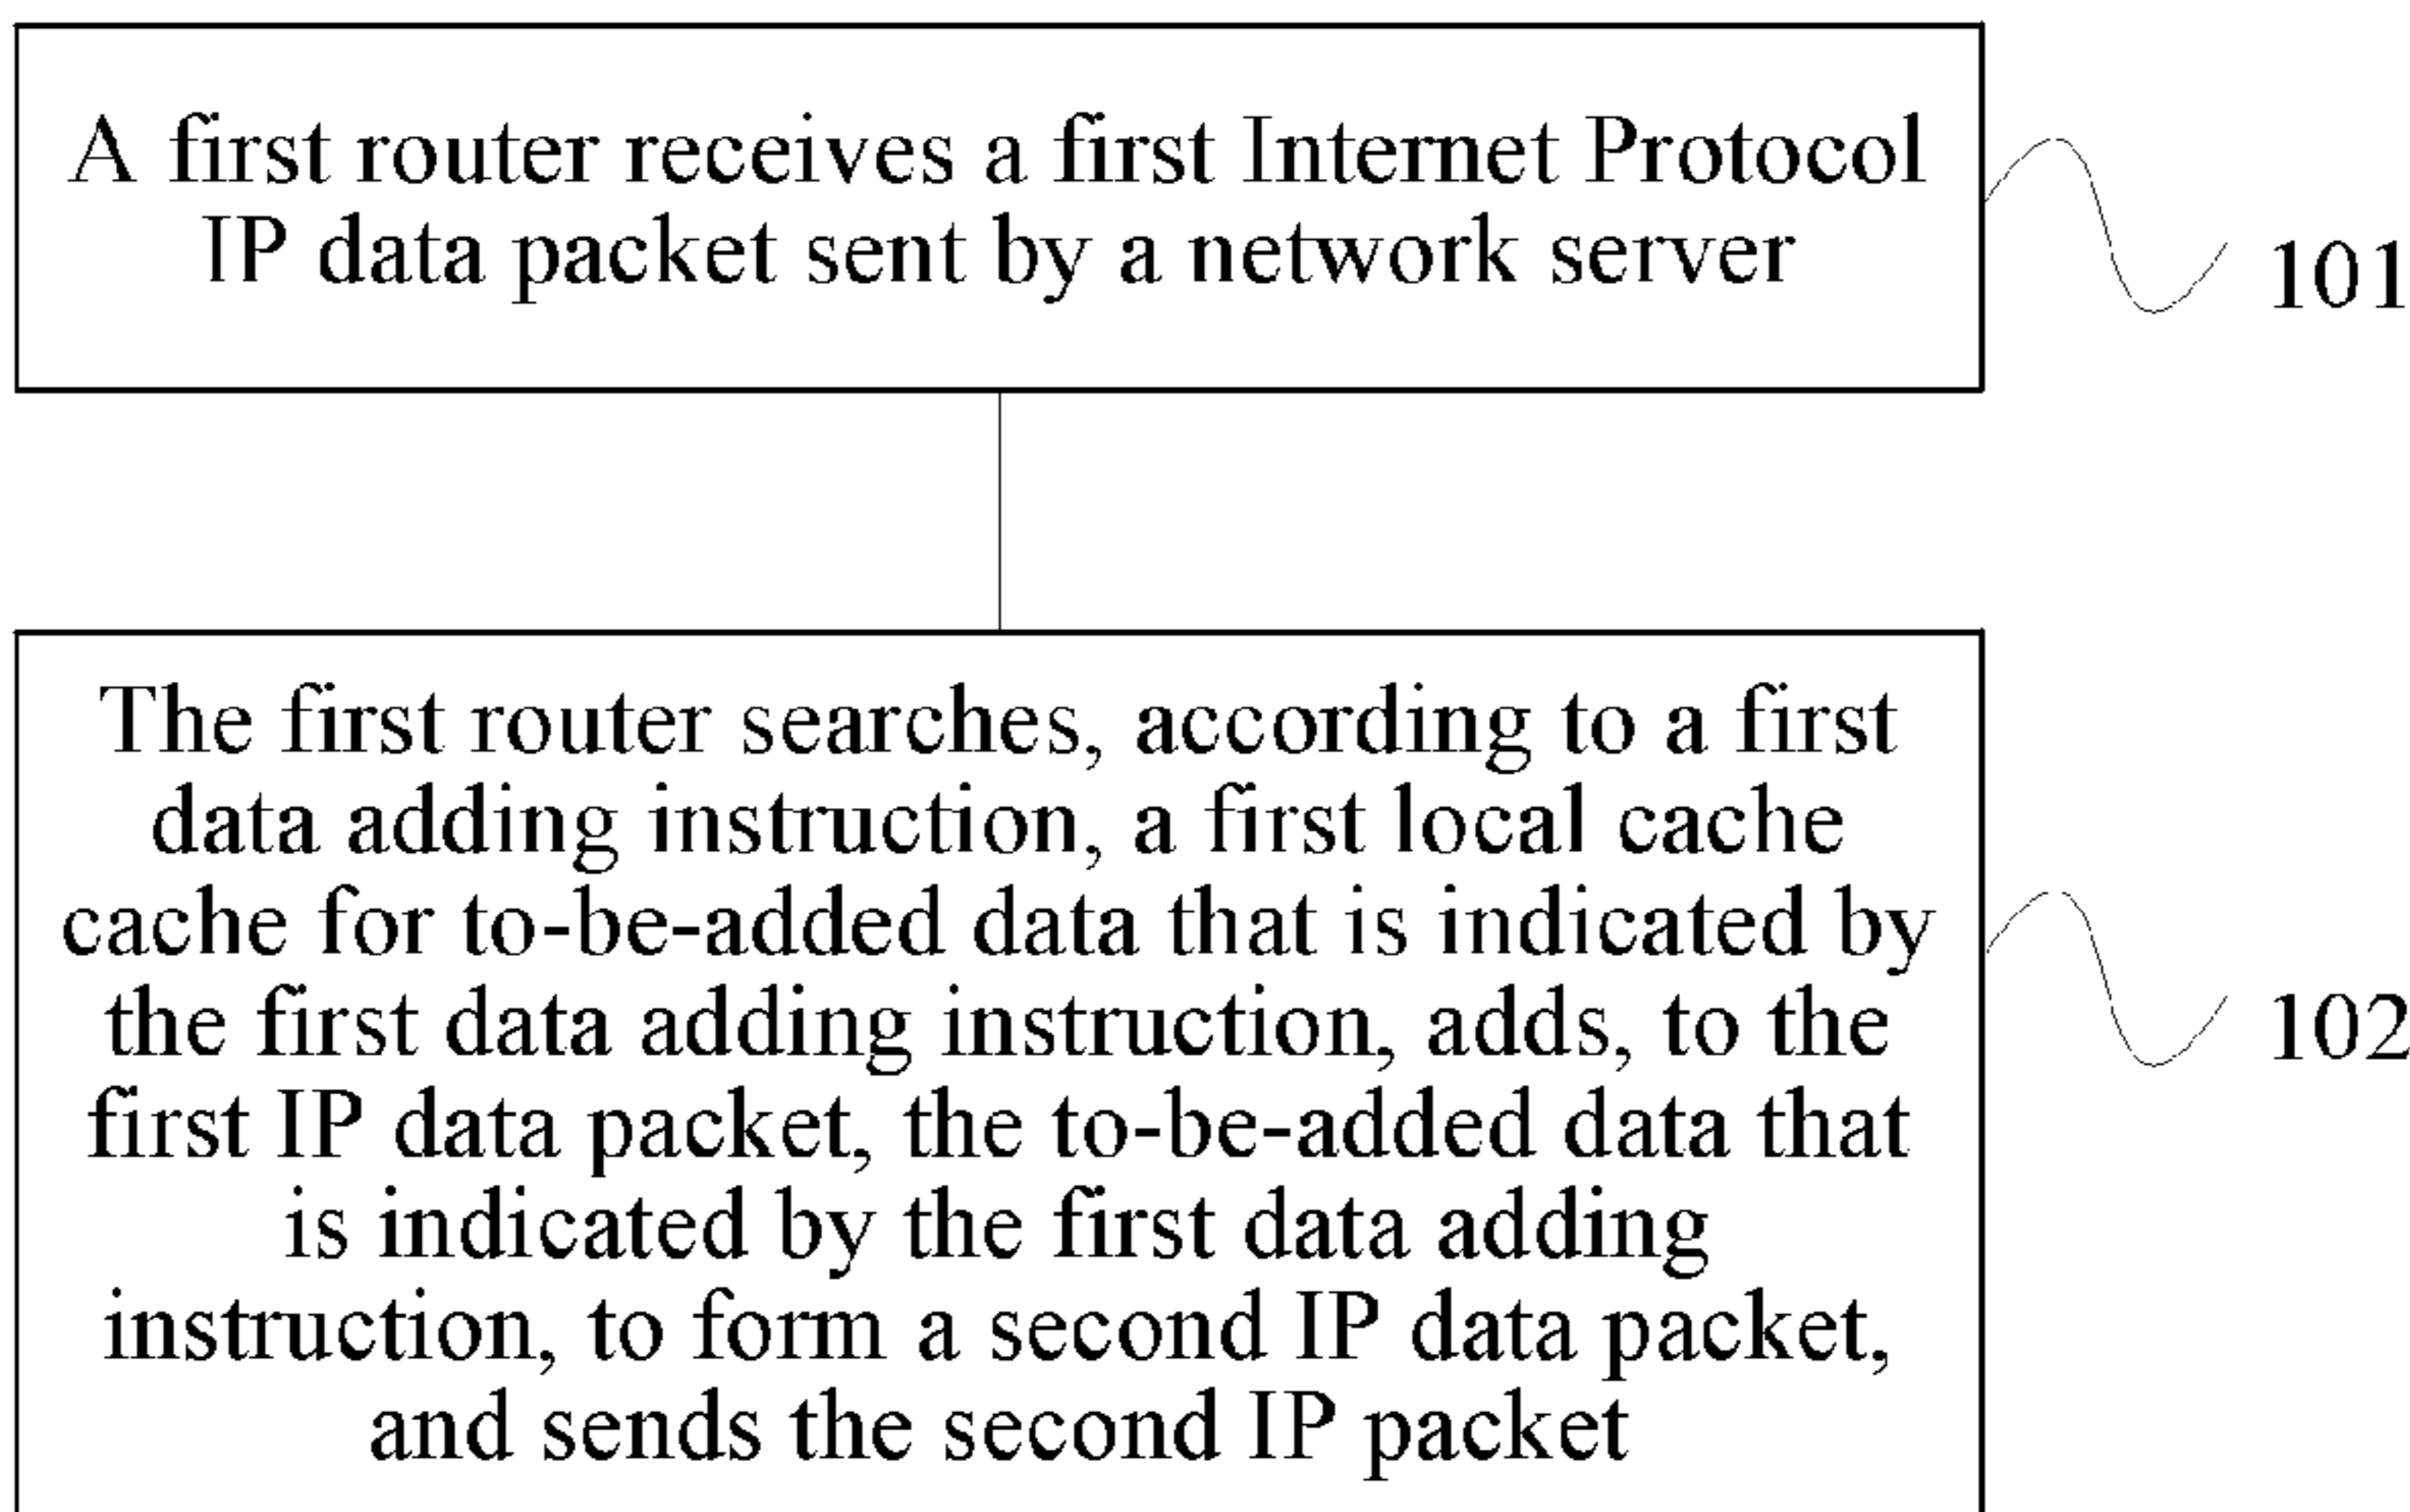 A first router receives a first Internet Protocol
IP data packet sent by a network server
101
The first router searches, according to a first
data adding instruction, a first local cache
cache for to-be-added data that is indicated by
the first data adding instruction, adds, to the
first IP data packet, the to-be-added data that
is indicated by the first data adding
instruction, to form a second IP data packet,
and sends the second IP packet
102